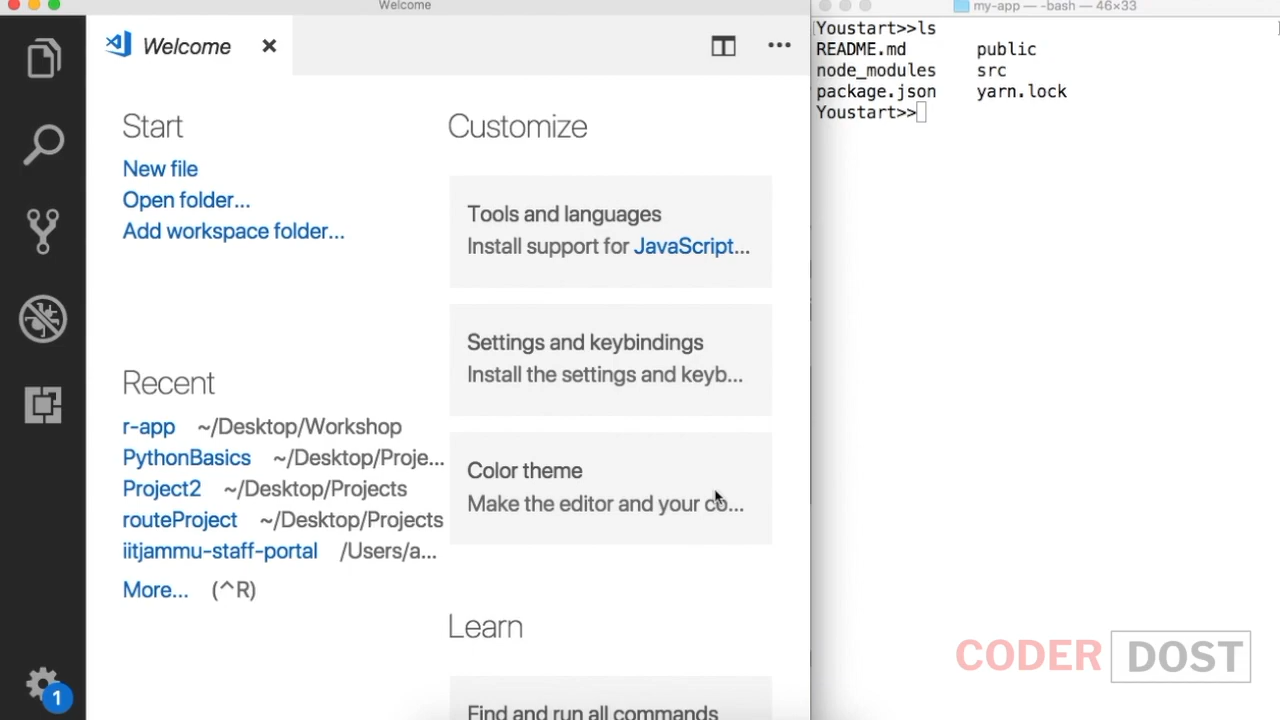 Welcome
Welcome
Start
New file
Open folder...
Add workspace folder...
Recent
r-app ~/Desktop/Workshop
PythonBasics ~/Desktop/Proje...
Project2 ~/Desktop/Projects
routeProject ~/Desktop/Projects
iitjammu-staff-portal /Users/a...
More... (^R)
Customize
Tools and languages
Install support for JavaScript...
Settings and keybindings
Install the settings and keyb...
Color theme
Make the editor and your co...
Learn
Find and run all commands
1
my-app — -bash — 46×33
Youstart>>ls
README.md public
node_modules src
package.json yarn.lock
Youstart>>
CODER DOST